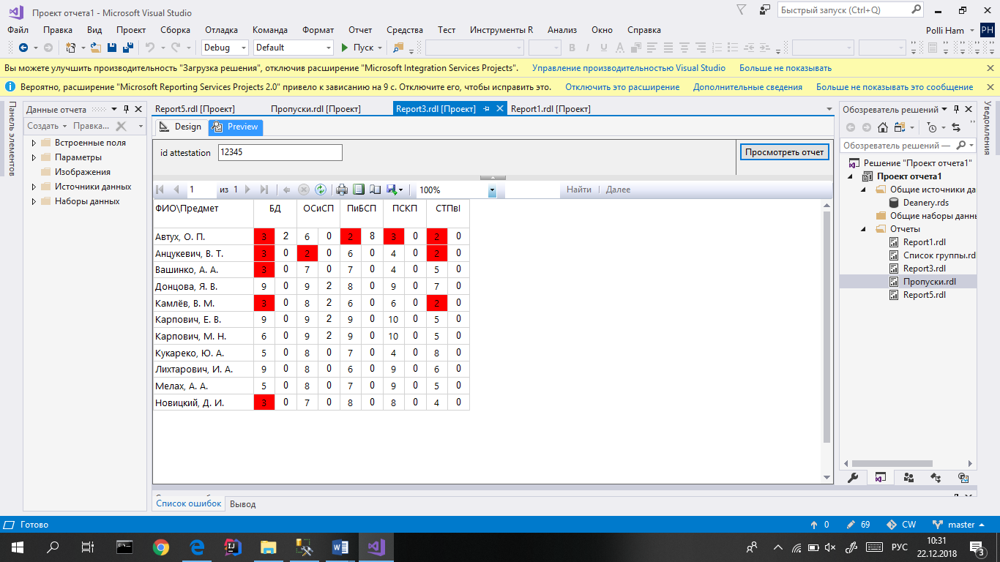 Проект отчета1 - Microsoft Visual Studio
Быстрый запуск (Ctrl+Q)
Файл Правка Вид Проект Сборка Отладка Команда Формат Отчет Средства Тест Инструменты R Анализ Окно Справка Polli Ham PH
Debug Default Пуск
Вы можете улучшить производительность "Загрузка решения", отключив расширение "Microsoft Integration Services Projects". Управление производительностью Visual Studio Больше не показывать
Вероятно, расширение "Microsoft Reporting Services Projects 2.0" привело к зависанию на 9 с. Отключите его, чтобы исправить это. Отключить это расширение Дополнительные сведения Больше не показывать это сообщение
Панель элементов
Данные отчета
Создать Правка...
Встроенные поля
Параметры
Изображения
Источники данных
Наборы данных
Report5.rdl [Проект] Пропуски.rdl [Проект] Report3.rdl [Проект] Report1.rdl [Проект]
Design Preview
id attestation 12345 Просмотреть отчет
1 из 1 100% Найти Далее
ФИО\Предмет БД ОСиСП ПиБСП ПСКП СТПвІ
Автух, О. П. 3 2 6 0 2 8 3 0 2 0
Анцукевич, В. Т. 3 0 2 0 6 0 4 0 2 0
Вашинко, А. А. 3 0 7 0 7 0 4 0 5 0
Донцова, Я. В. 9 0 9 2 8 0 9 0 7 0
Камлёв, В. М. 3 0 8 2 6 0 6 0 2 0
Карпович, Е. В. 9 0 9 2 9 0 10 0 5 0
Карпович, М. Н. 6 0 9 2 9 0 10 0 5 0
Кукареко, Ю. А. 5 0 8 0 7 0 4 0 8 0
Лихтарович, И. А. 9 0 8 0 6 0 9 0 6 0
Мелах, А. А. 5 0 8 0 7 0 9 0 5 0
Новицкий, Д. И. 3 0 7 0 8 0 8 0 4 0
Обозреватель решений
Обозреватель решений —
Решение "Проект отчета1"
Проект отчета1
Общие источники да
Deanery.rds
Общие наборы данн
Отчеты
Report1.rdl
Список группы.rd
Report3.rdl
Пропуски.rdl
Report5.rdl
Уведомления
Список ошибок Вывод
Готово 0 69 CW master
РУС 10:31
22.12.2018
3